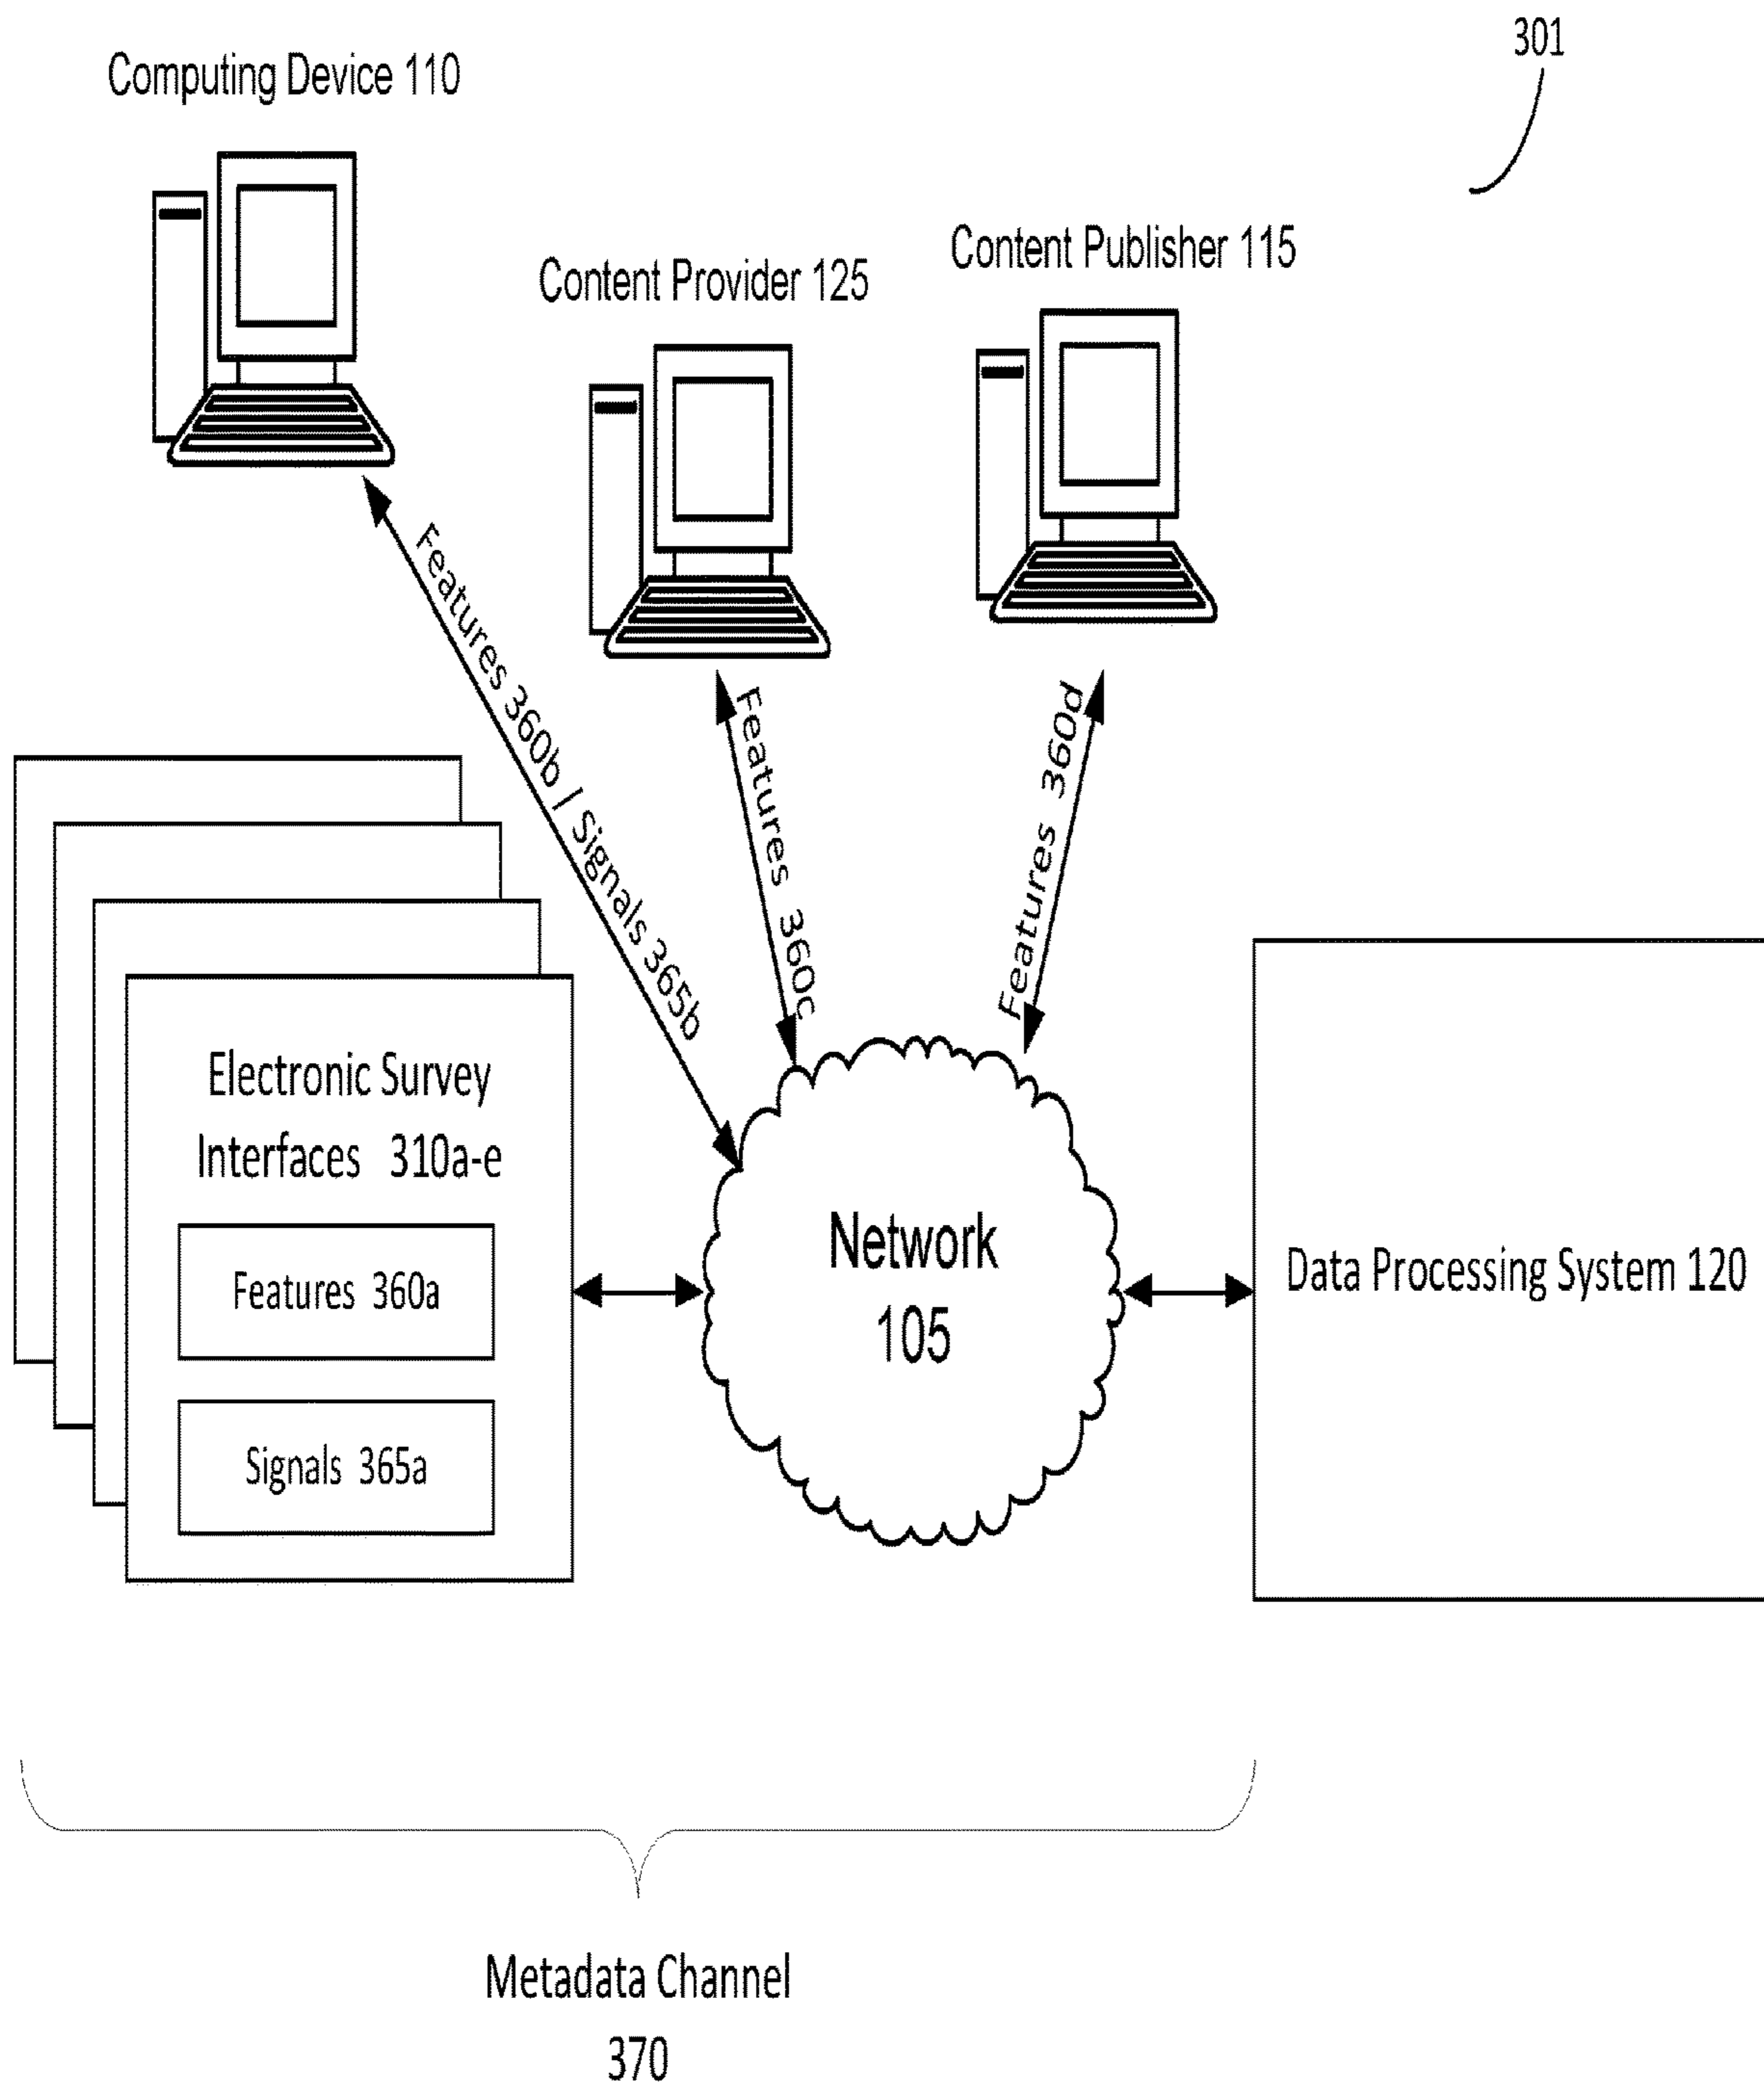 301
Computing Device 110
Content Publisher 115
Content Provider 125
Features 360b | Signals 365b
Features 360c
Features 360d
Electronic Survey
Interfaces 310a-e
Features 360a
Signals 365a
Network
105
Data Processing System 120
Metadata Channel
370